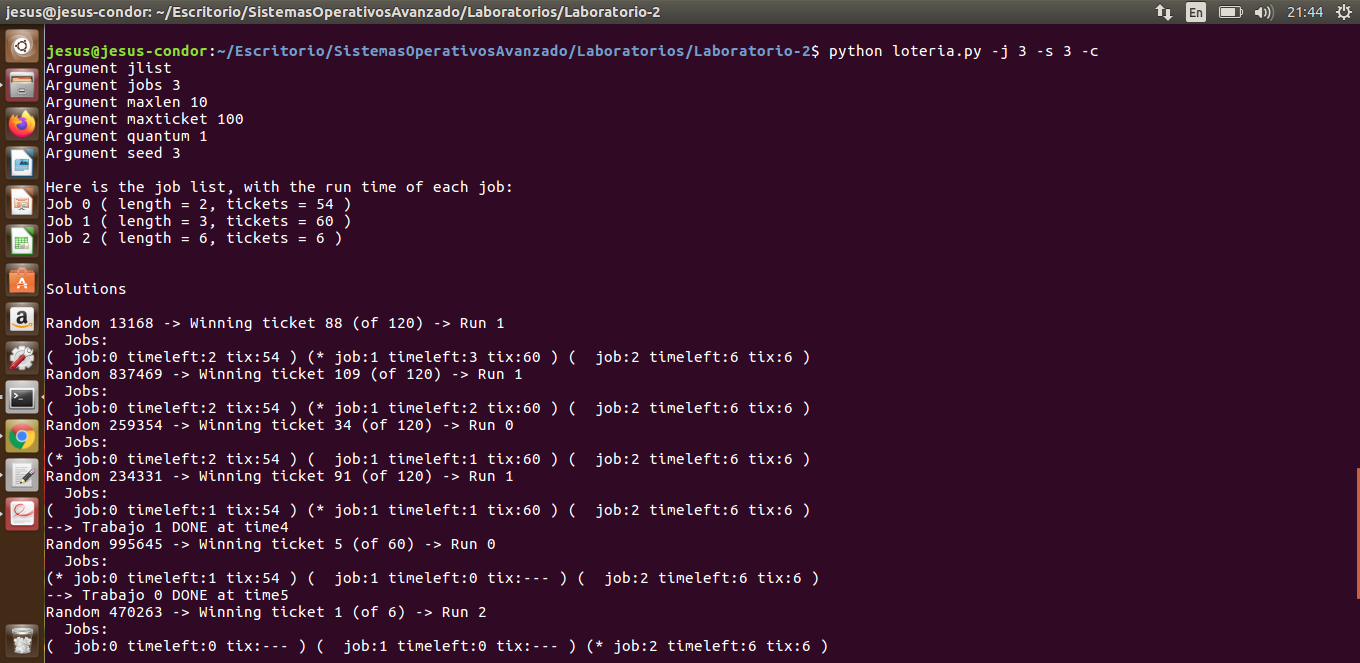 jesus@jesus-condor: ~/Escritorio/SistemasOperativosAvanzado/Laboratorios/Laboratorio-2
En
21:44
jesus@jesus-condor:~/Escritorio/SistemasOperativosAvanzado/Laboratorios/Laboratorio-2$ python loteria.py -j 3 -s 3 -c
Argument jlist
Argument jobs 3
Argument maxlen 10
Argument maxticket 100
Argument quantum 1
Argument seed 3
Here is the job list, with the run time of each job:
Job 0 ( length = 2, tickets = 54 )
Job 1 ( length = 3, tickets = 60 )
Job 2 ( length = 6, tickets = 6 )
Solutions
Random 13168 -> Winning ticket 88 (of 120) -> Run 1
Jobs:
(  job:0 timeleft:2 tix:54 ) (* job:1 timeleft:3 tix:60 ) (  job:2 timeleft:6 tix:6 )
Random 837469 -> Winning ticket 109 (of 120) -> Run 1
Jobs:
(  job:0 timeleft:2 tix:54 ) (* job:1 timeleft:2 tix:60 ) (  job:2 timeleft:6 tix:6 )
Random 259354 -> Winning ticket 34 (of 120) -> Run 0
Jobs:
(* job:0 timeleft:2 tix:54 ) (  job:1 timeleft:1 tix:60 ) (  job:2 timeleft:6 tix:6 )
Random 234331 -> Winning ticket 91 (of 120) -> Run 1
Jobs:
(  job:0 timeleft:1 tix:54 ) (* job:1 timeleft:1 tix:60 ) (  job:2 timeleft:6 tix:6 )
--> Trabajo 1 DONE at time4
Random 995645 -> Winning ticket 5 (of 60) -> Run 0
Jobs:
(* job:0 timeleft:1 tix:54 ) (  job:1 timeleft:0 tix:--- ) (  job:2 timeleft:6 tix:6 )
--> Trabajo 0 DONE at time5
Random 470263 -> Winning ticket 1 (of 6) -> Run 2
Jobs:
(  job:0 timeleft:0 tix:--- ) (  job:1 timeleft:0 tix:--- ) (* job:2 timeleft:6 tix:6 )